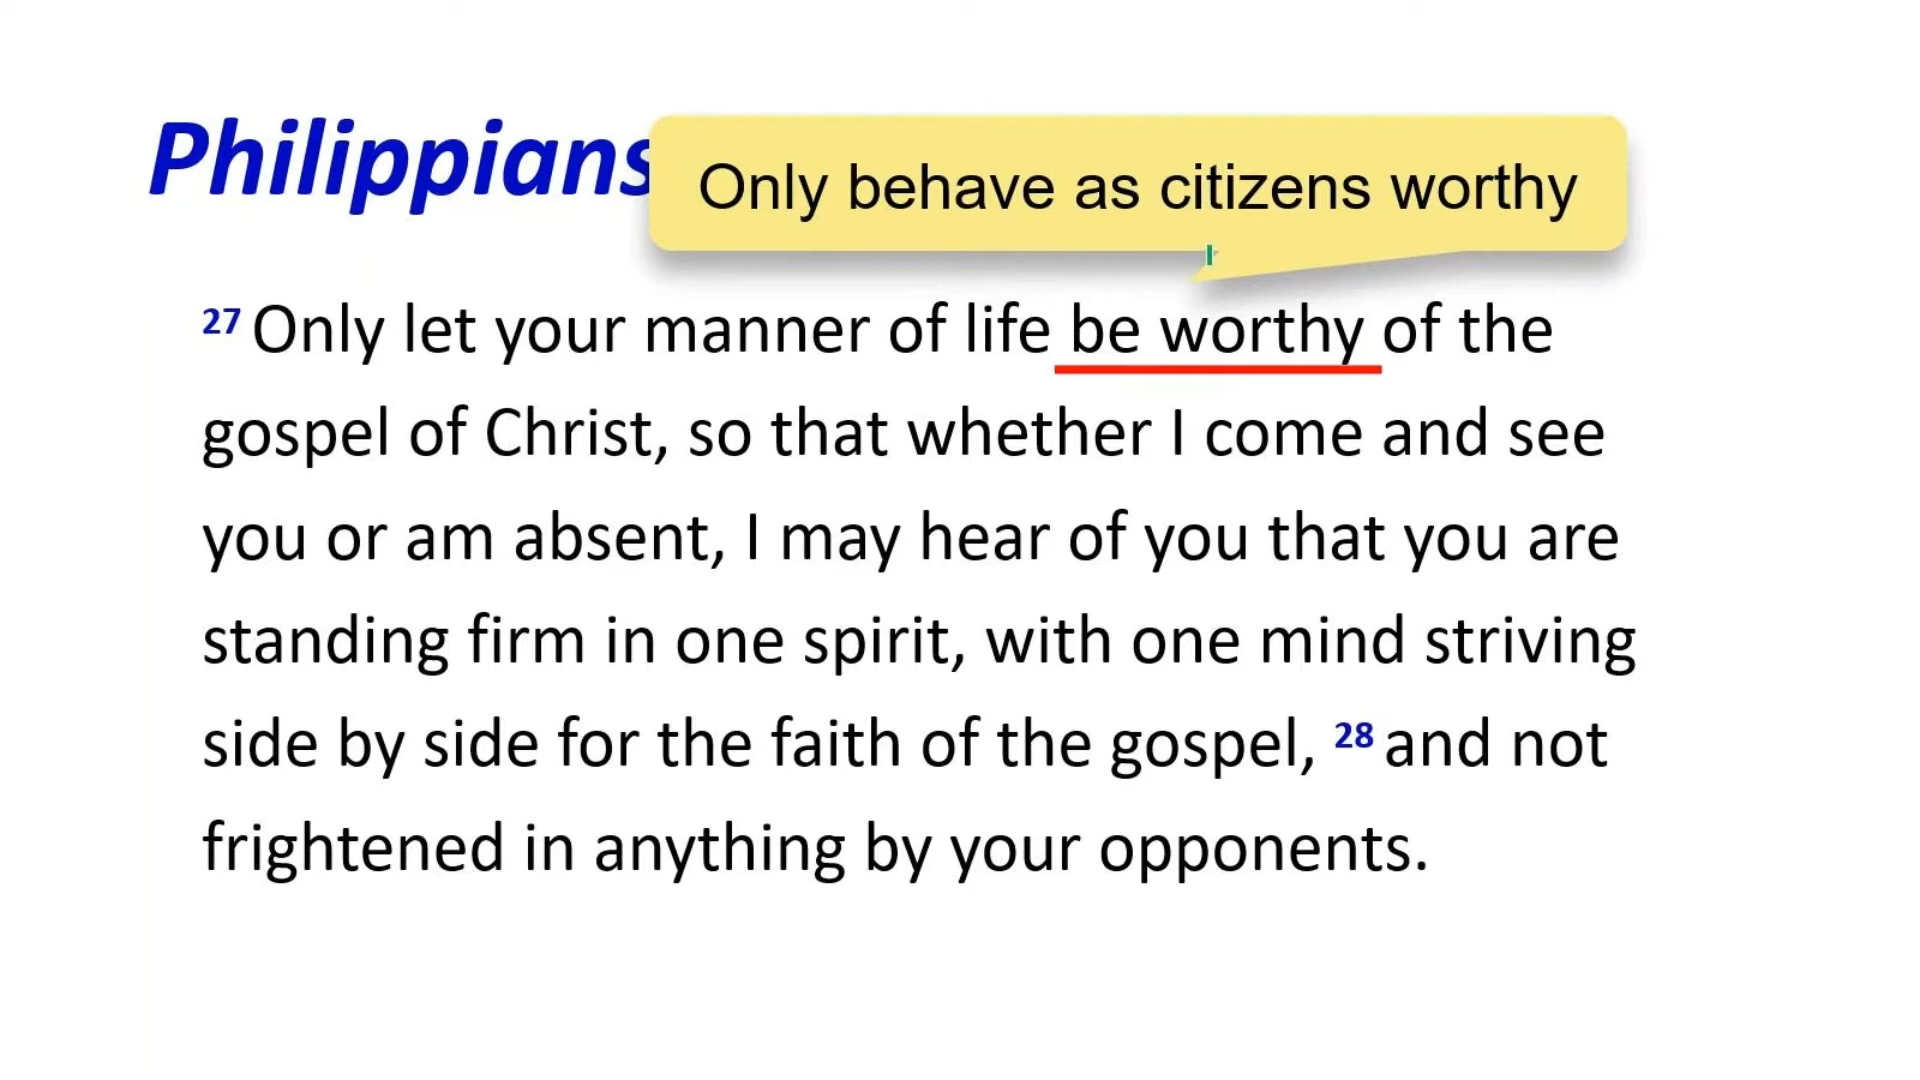 Philippians
Only behave as citizens worthy
27 Only let your manner of life be worthy of the
gospel of Christ, so that whether I come and see
you or am absent, I may hear of you that you are
standing firm in one spirit, with one mind striving
side by side for the faith of the gospel, 28 and not
frightened in anything by your opponents.